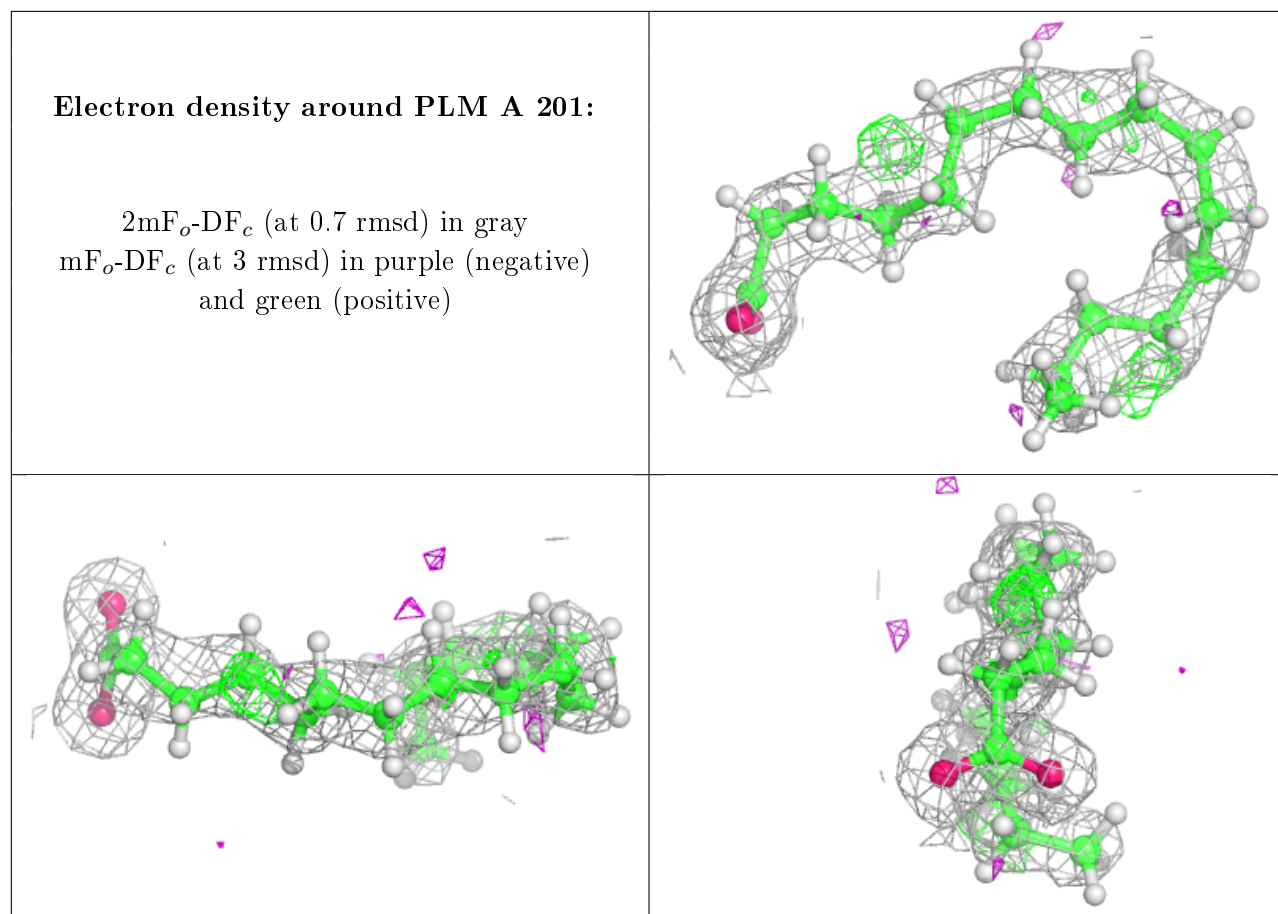 Electron density around PLM A 201:
2mFₒ-DF𝑐 (at 0.7 rmsd) in gray
mFₒ-DF𝑐 (at 3 rmsd) in purple (negative)
and green (positive)